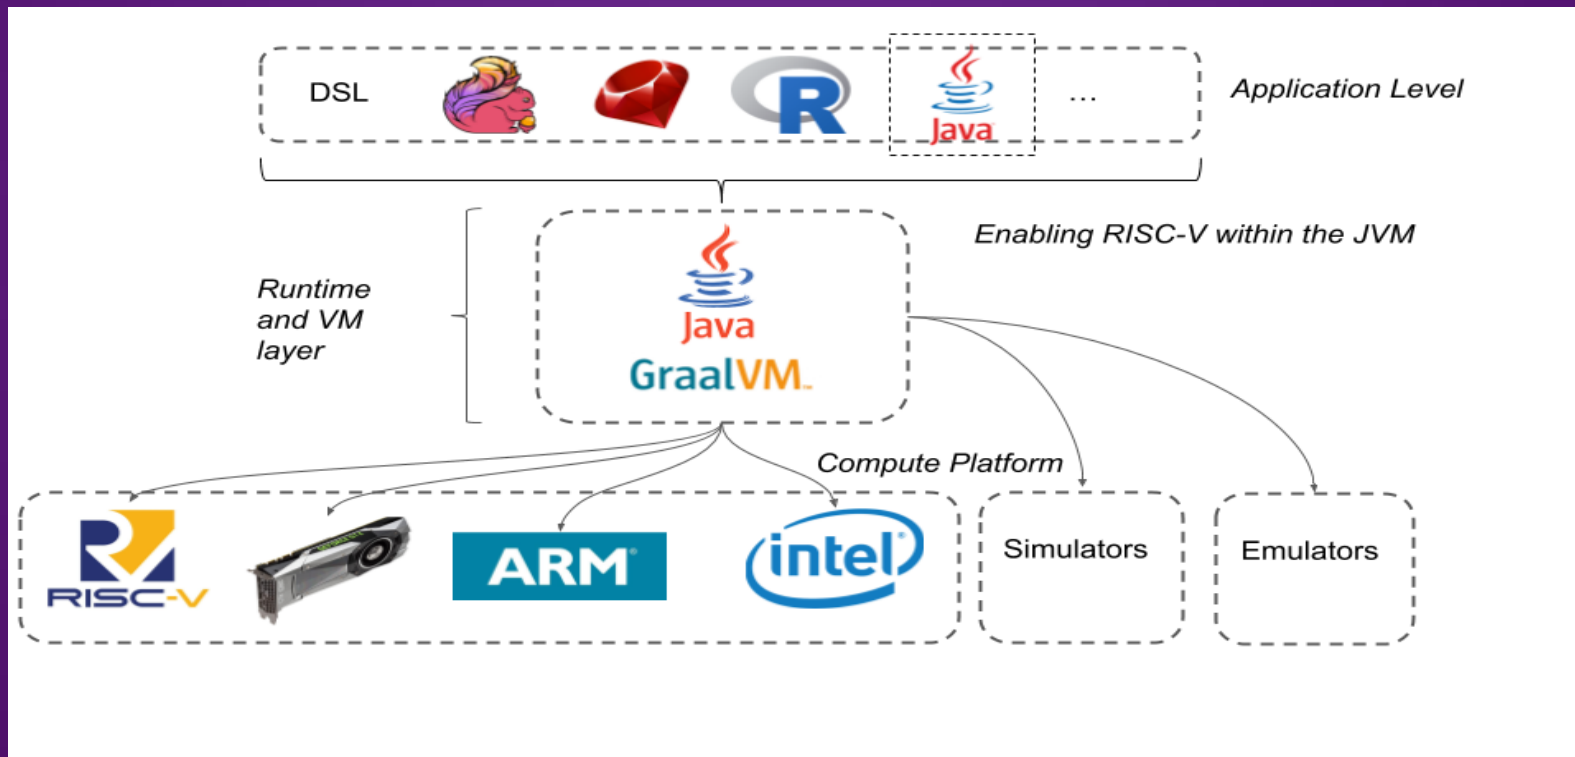 DSL
R
Java
...
Application Level
Enabling RISC-V within the JVM
Runtime
and VM
layer
Java
GraalVM
Compute Platform
RISC-V
ARM
intel
Simulators
Emulators